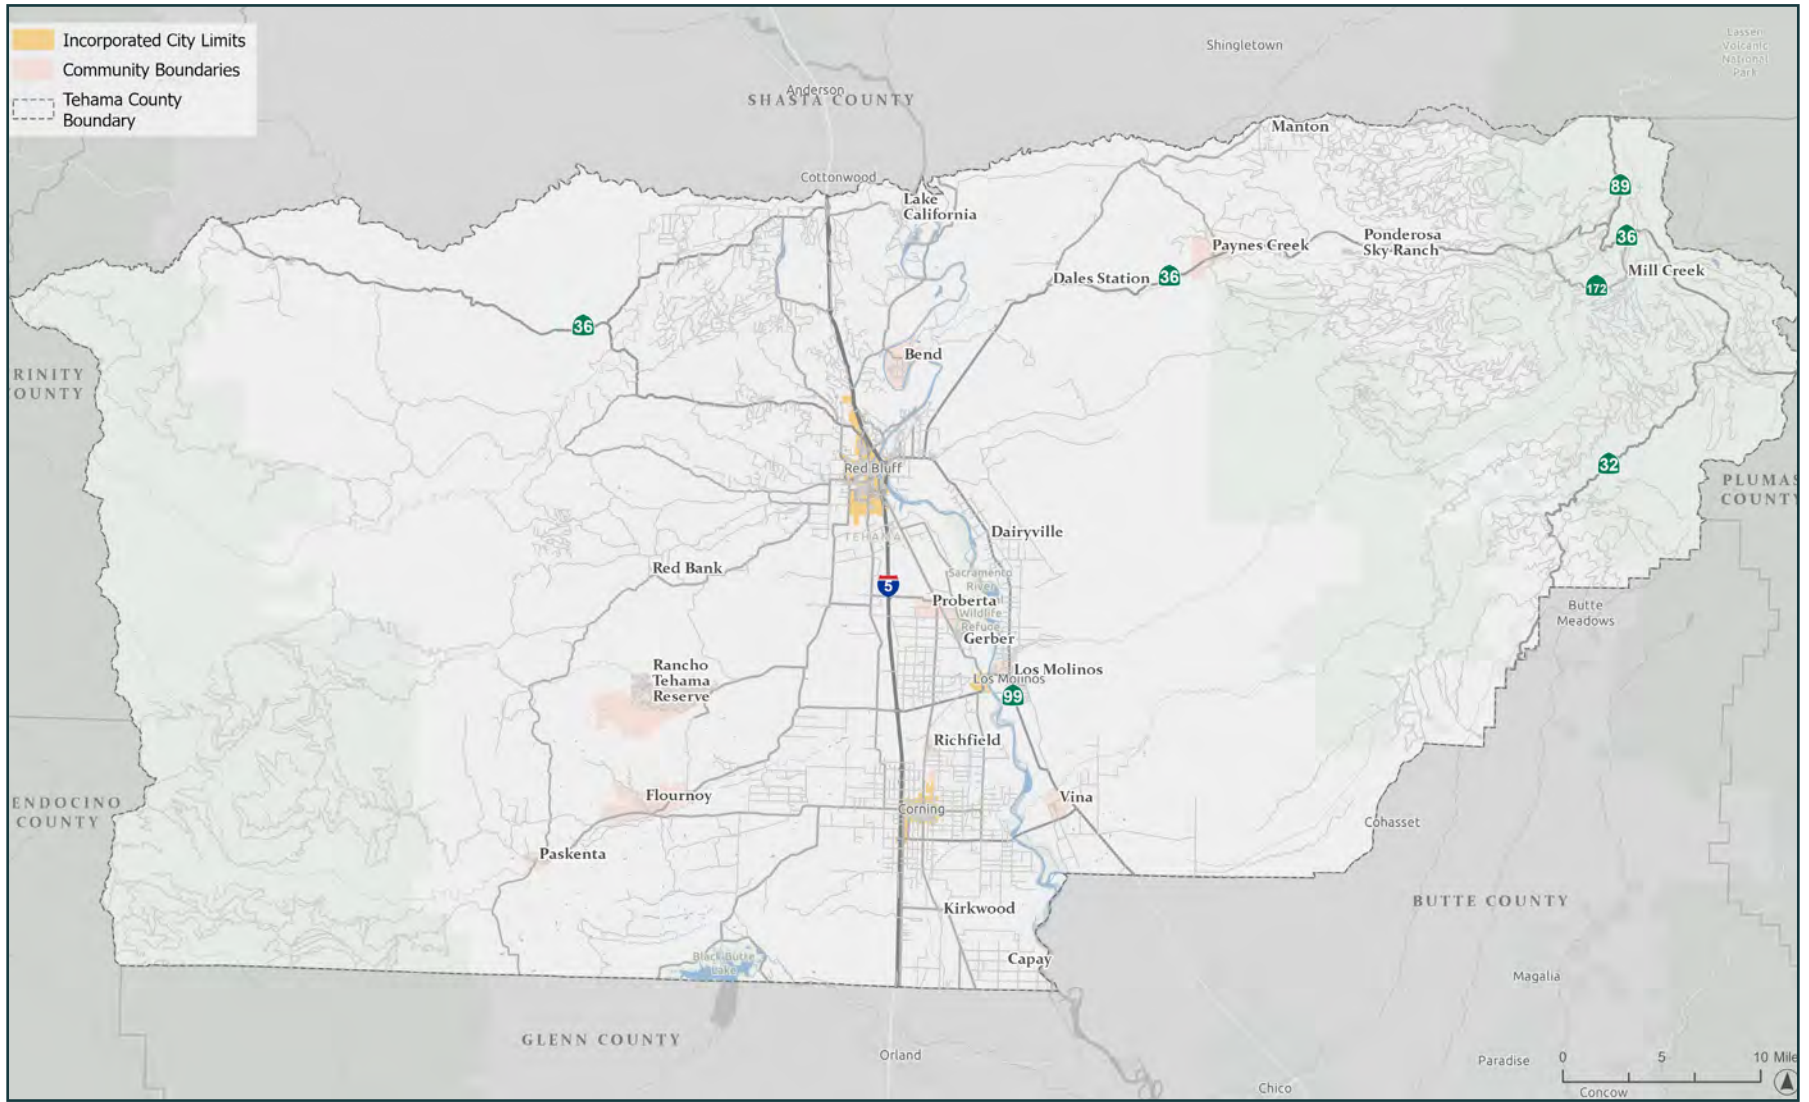 Incorporated City Limits
Community Boundaries
Tehama County
Boundary
Shingletown
Lassen
Volcanic
National
Park
Anderson
SHASTA COUNTY
Manton
Cottonwood
Lake
California
89
36
Paynes Creek
Ponderosa
Sky Ranch
Mill Creek
Dales Station
36
172
36
Bend
RINITY
OUNTY
Red Bluff
32
PLUMAS
COUNTY
TEHAMA
Dairyville
Red Bank
5
Sacramento
River
Proberta
Wildlife
Refuge
Gerber
Butte
Meadows
Rancho
Tehama
Reserve
Los Molinos
Los Molinos
99
Richfield
Flournoy
Corning
Vina
ENDOCINO
COUNTY
Cohasset
Paskenta
Kirkwood
BUTTE COUNTY
Black Butte
Lake
Capay
Magalia
GLENN COUNTY
Orland
Paradise
0 5 10 Mile
Chico
Concow